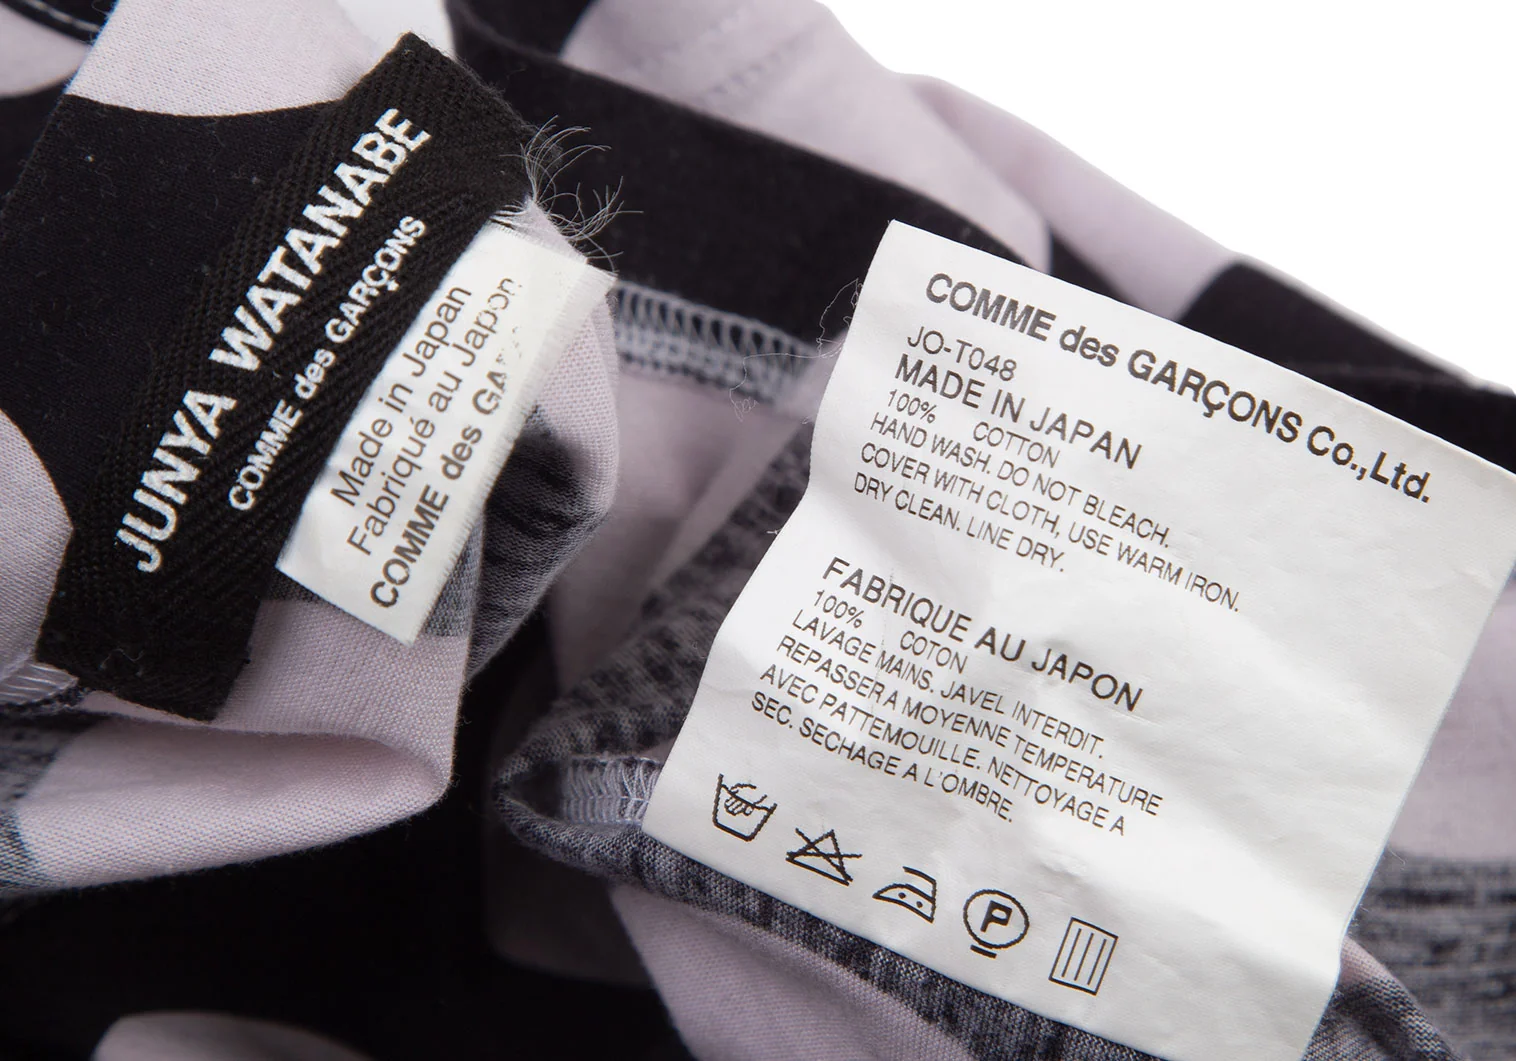 JUNYA WATANABE
COMME des GARÇONS
Made in Japan
Fabriqué au Japon
COMME des GA
COMME des GARÇONS Co.,Ltd.
JO-T048
MADE IN JAPAN
100% COTTON
HAND WASH. DO NOT BLEACH.
COVER WITH CLOTH, USE WARM IRON.
DRY CLEAN. LINE DRY.
FABRIQUE AU JAPON
100% COTON
LAVAGE MAINS. JAVEL INTERDIT.
REPASSER A MOYENNE TEMPERATURE
AVEC PATTEMOUILLE. NETTOYAGE A
SEC. SECHAGE A L'OMBRE.
P